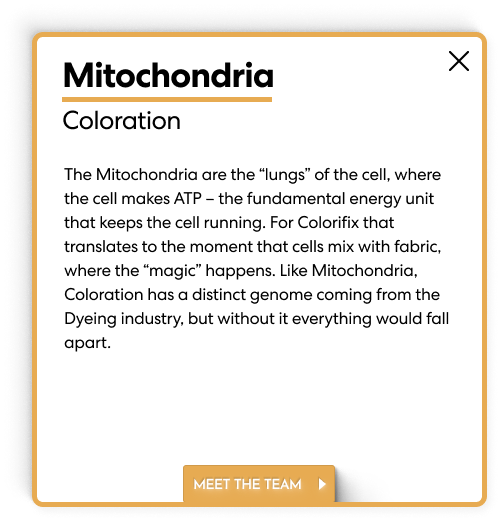 Mitochondria
Coloration
The Mitochondria are the “lungs” of the cell, where
the cell makes ATP – the fundamental energy unit
that keeps the cell running. For Colorifix that
translates to the moment that cells mix with fabric,
where the “magic” happens. Like Mitochondria,
Coloration has a distinct genome coming from the
Dyeing industry, but without it everything would fall
apart.
MEET THE TEAM